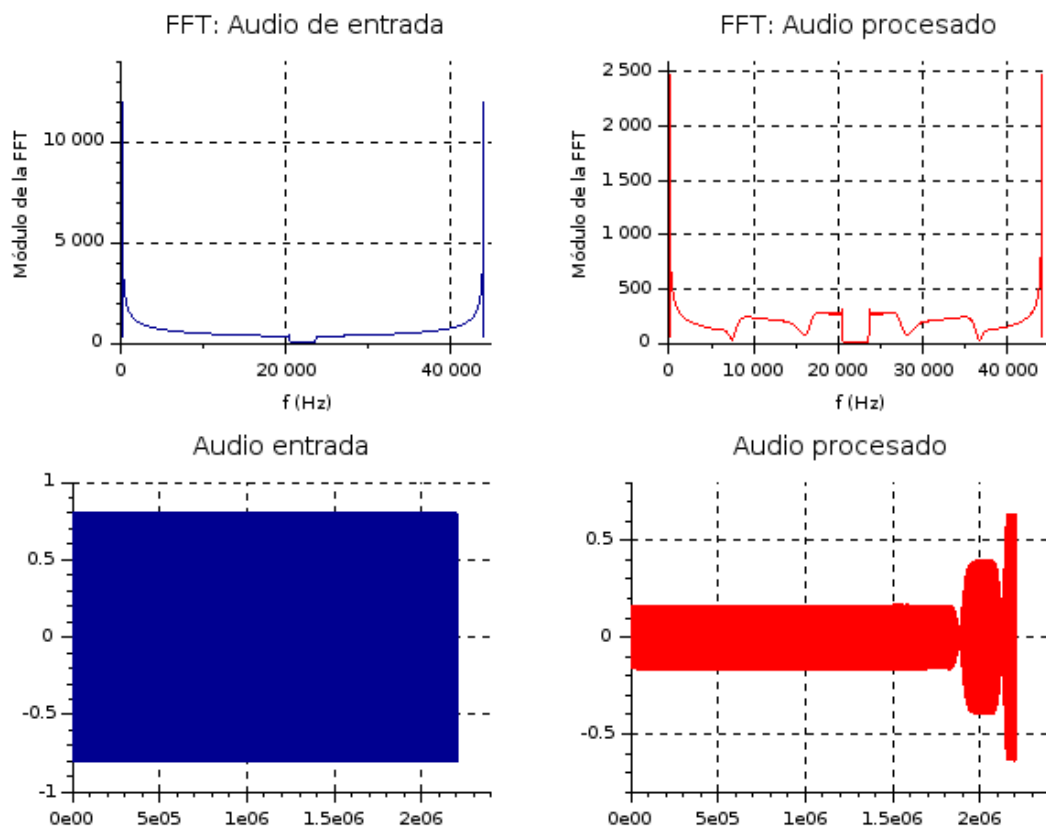 FFT: Audio de entrada
Módulo de la FFT
10 000
5 000
0
0
20 000
40 000
f (Hz)
FFT: Audio procesado
Módulo de la FFT
2 500
2 000
1 500
1 000
500
0
0
10 000
20 000
30 000
40 000
f (Hz)
Audio entrada
1
0.5
0
-0.5
-1
0e00
5e05
1e06
1.5e06
2e06
Audio procesado
0.5
0
-0.5
0e00
5e05
1e06
1.5e06
2e06